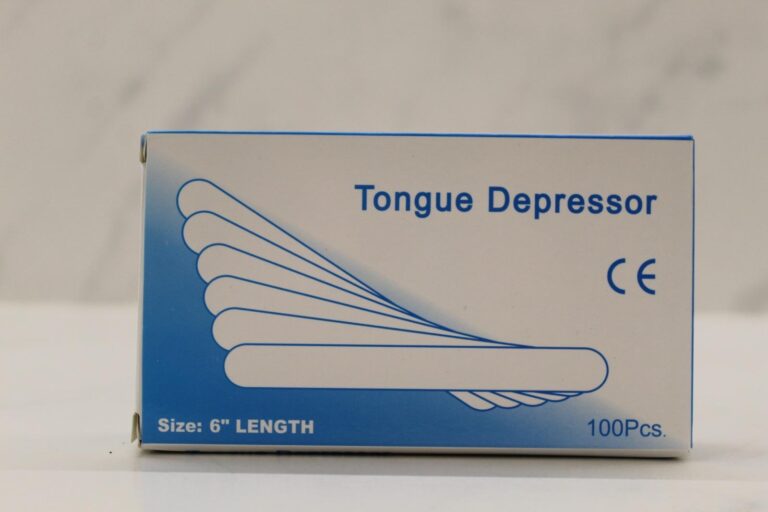 Tongue Depressor
CE
Size: 6" LENGTH
100Pcs.